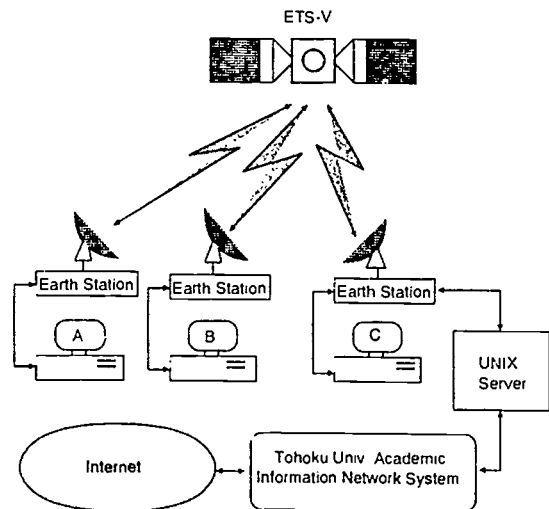 ETS-V
Earth Station
Earth Station
Earth Station
A
B
C
UNIX
Server
Internet
Tohoku Univ Academic
Information Network System